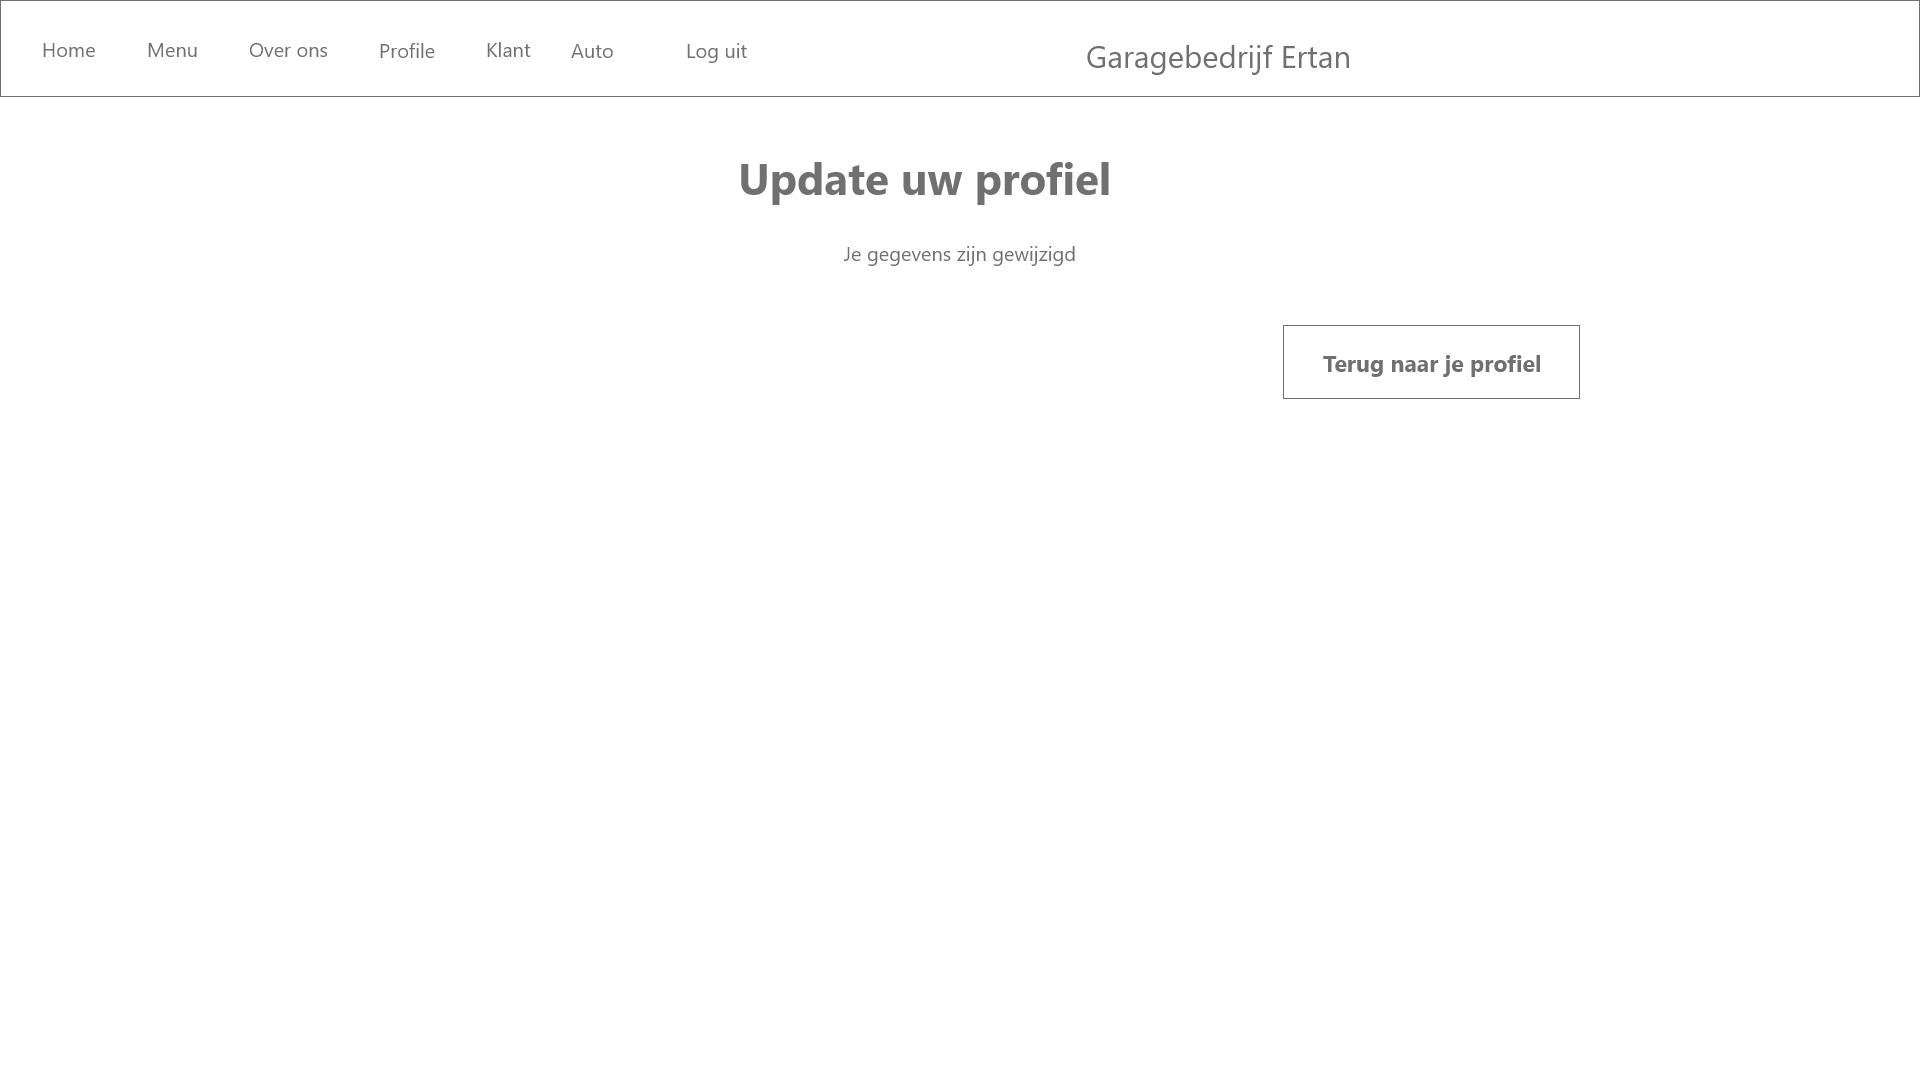 Home Menu Over ons Profile Klant Auto Log uit Garagebedrijf Ertan
Update uw profiel
Je gegevens zijn gewijzigd
Terug naar je profiel